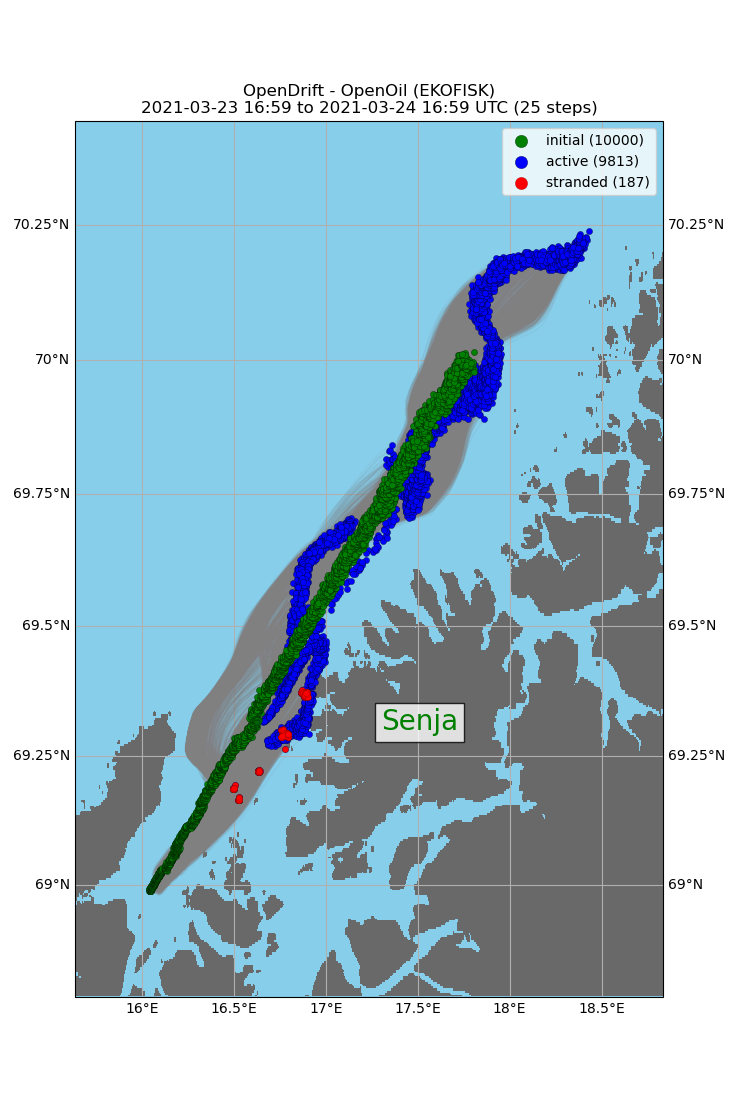 OpenDrift - OpenOil (EKOFISK)
2021-03-23 16:59 to 2021-03-24 16:59 UTC (25 steps)
initial (10000)
active (9813)
stranded (187)
70.25°N 70.25°N
70°N 70°N
69.75°N 69.75°N
69.5°N 69.5°N
Senja
69.25°N 69.25°N
69°N 69°N
16°E 16.5°E 17°E 17.5°E 18°E 18.5°E